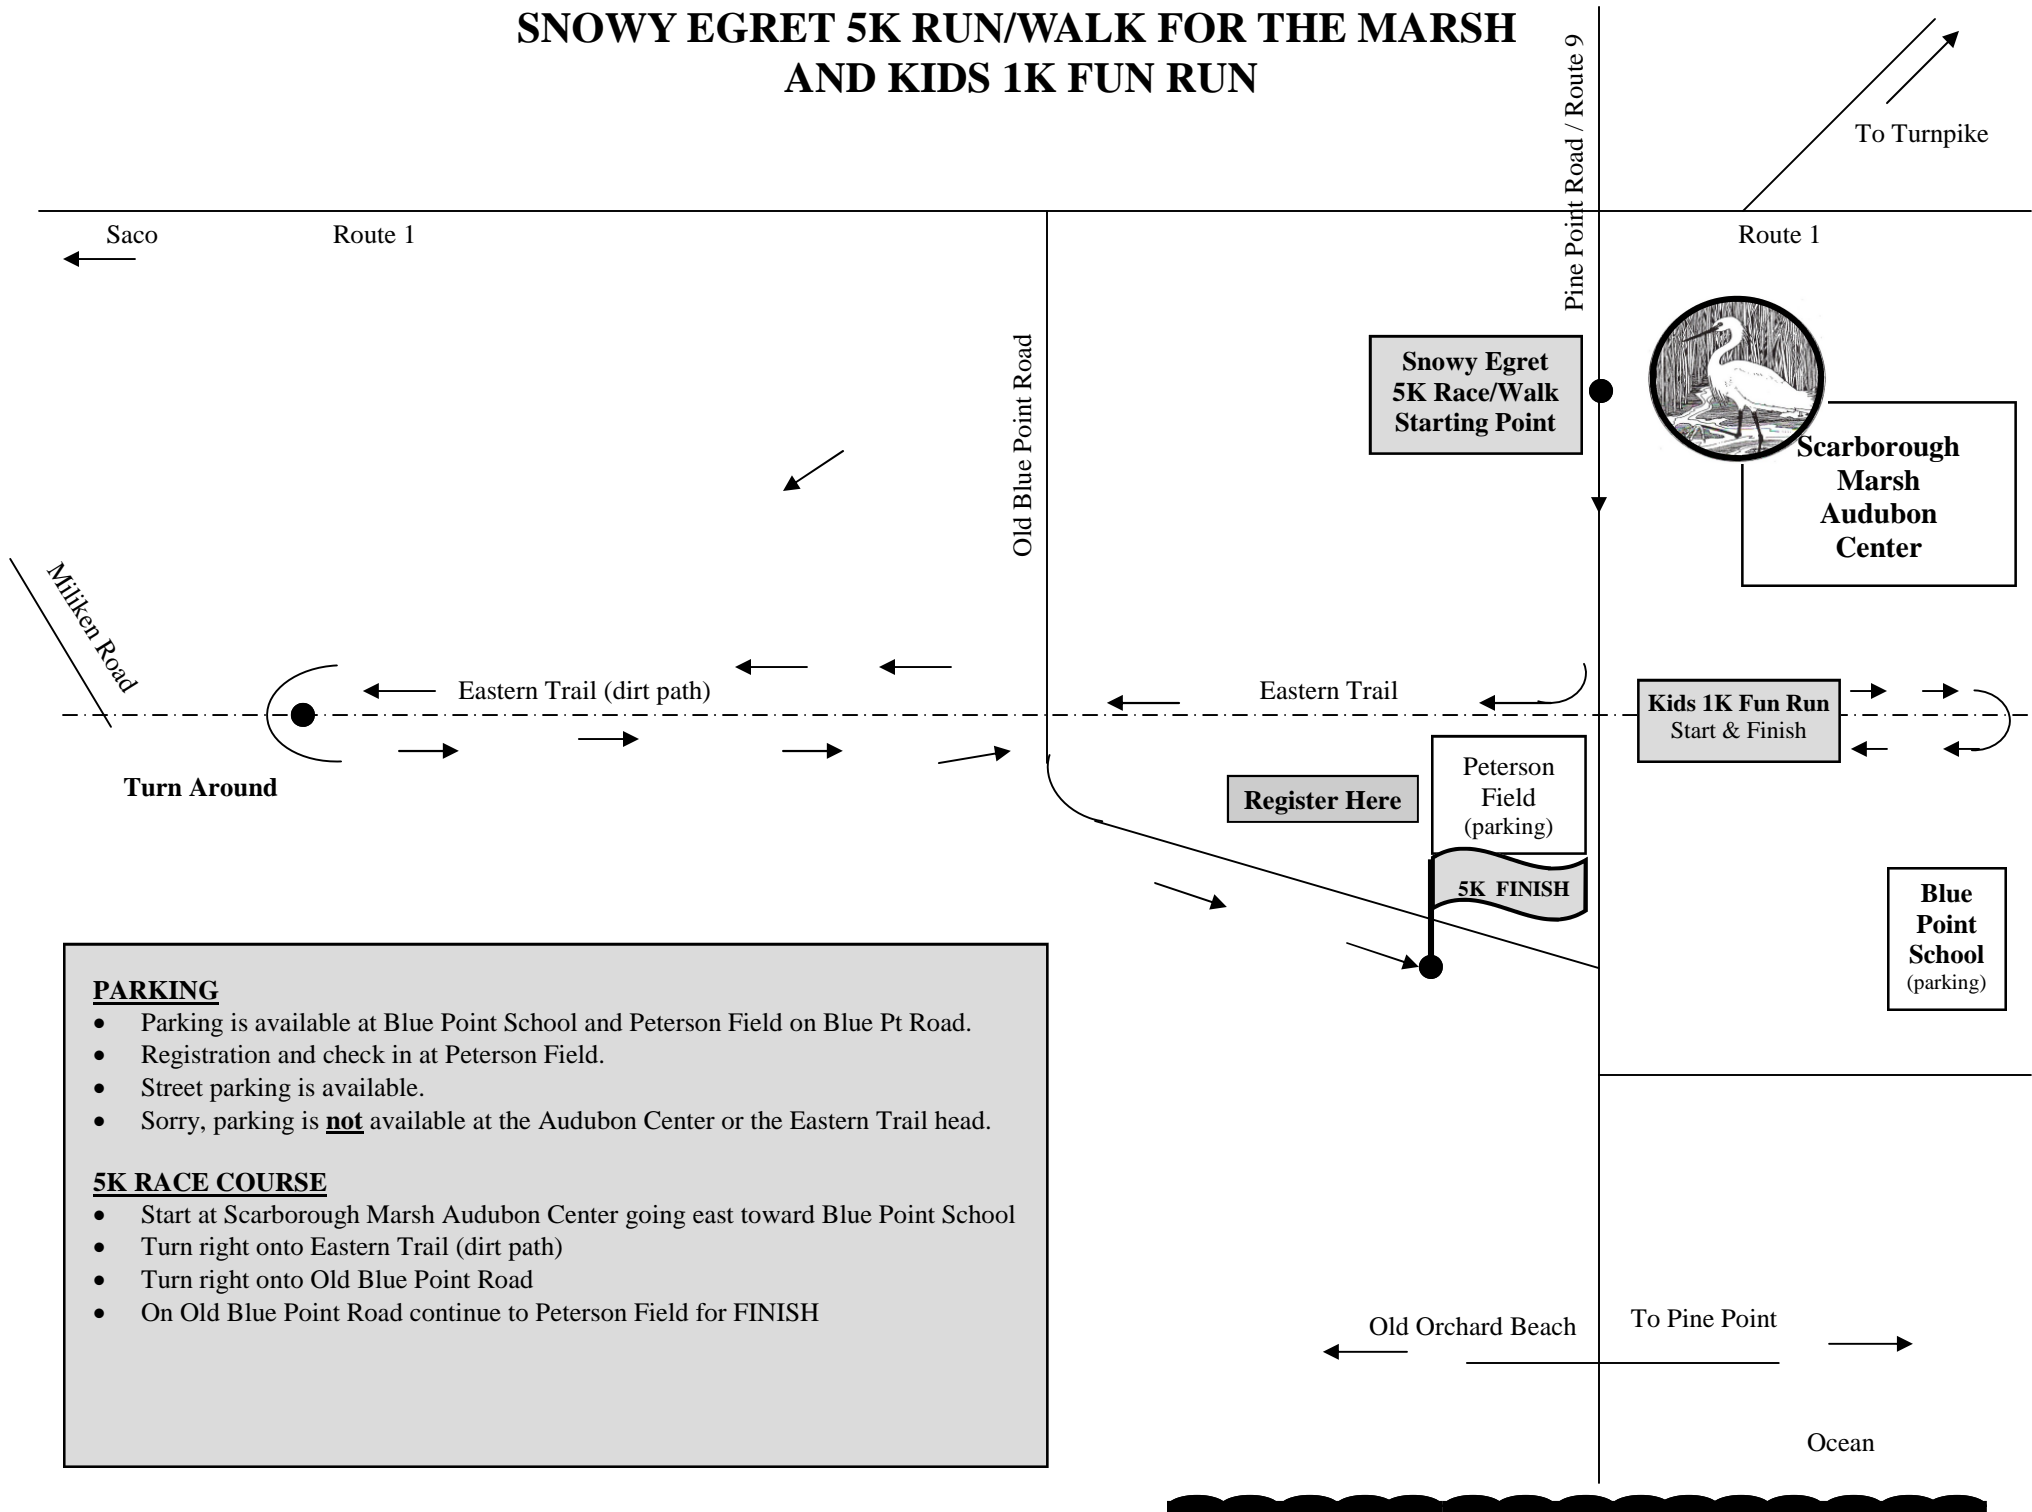 SNOWY EGRET 5K RUN/WALK FOR THE MARSH
AND KIDS 1K FUN RUN
Pine Point Road / Route 9
To Turnpike
Saco
Route 1
Route 1
Old Blue Point Road
Snowy Egret
5K Race/Walk
Starting Point
Scarborough
Marsh
Audubon
Center
Miliken Road
Eastern Trail (dirt path)
Eastern Trail
Kids 1K Fun Run
Start & Finish
Turn Around
Register Here
Peterson
Field
(parking)
5K FINISH
Blue
Point
School
(parking)
PARKING
• Parking is available at Blue Point School and Peterson Field on Blue Pt Road.
• Registration and check in at Peterson Field.
• Street parking is available.
• Sorry, parking is not available at the Audubon Center or the Eastern Trail head.
5K RACE COURSE
• Start at Scarborough Marsh Audubon Center going east toward Blue Point School
• Turn right onto Eastern Trail (dirt path)
• Turn right onto Old Blue Point Road
• On Old Blue Point Road continue to Peterson Field for FINISH
Old Orchard Beach
To Pine Point
Ocean